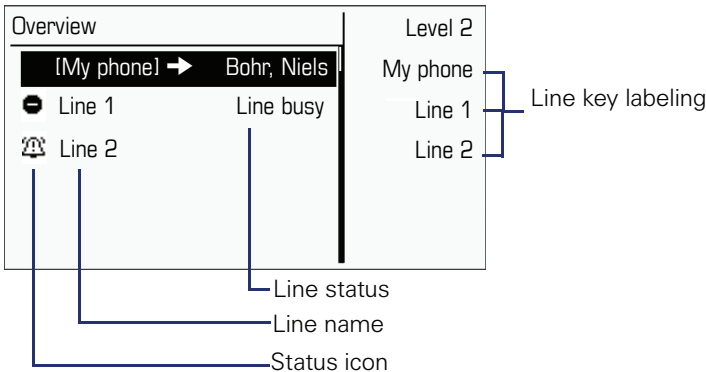 Overview
Level 2
[My phone] → Bohr, Niels
My phone
Line 1 Line busy
Line 1
Line 2
Line 2
Line key labeling
Line status
Line name
Status icon